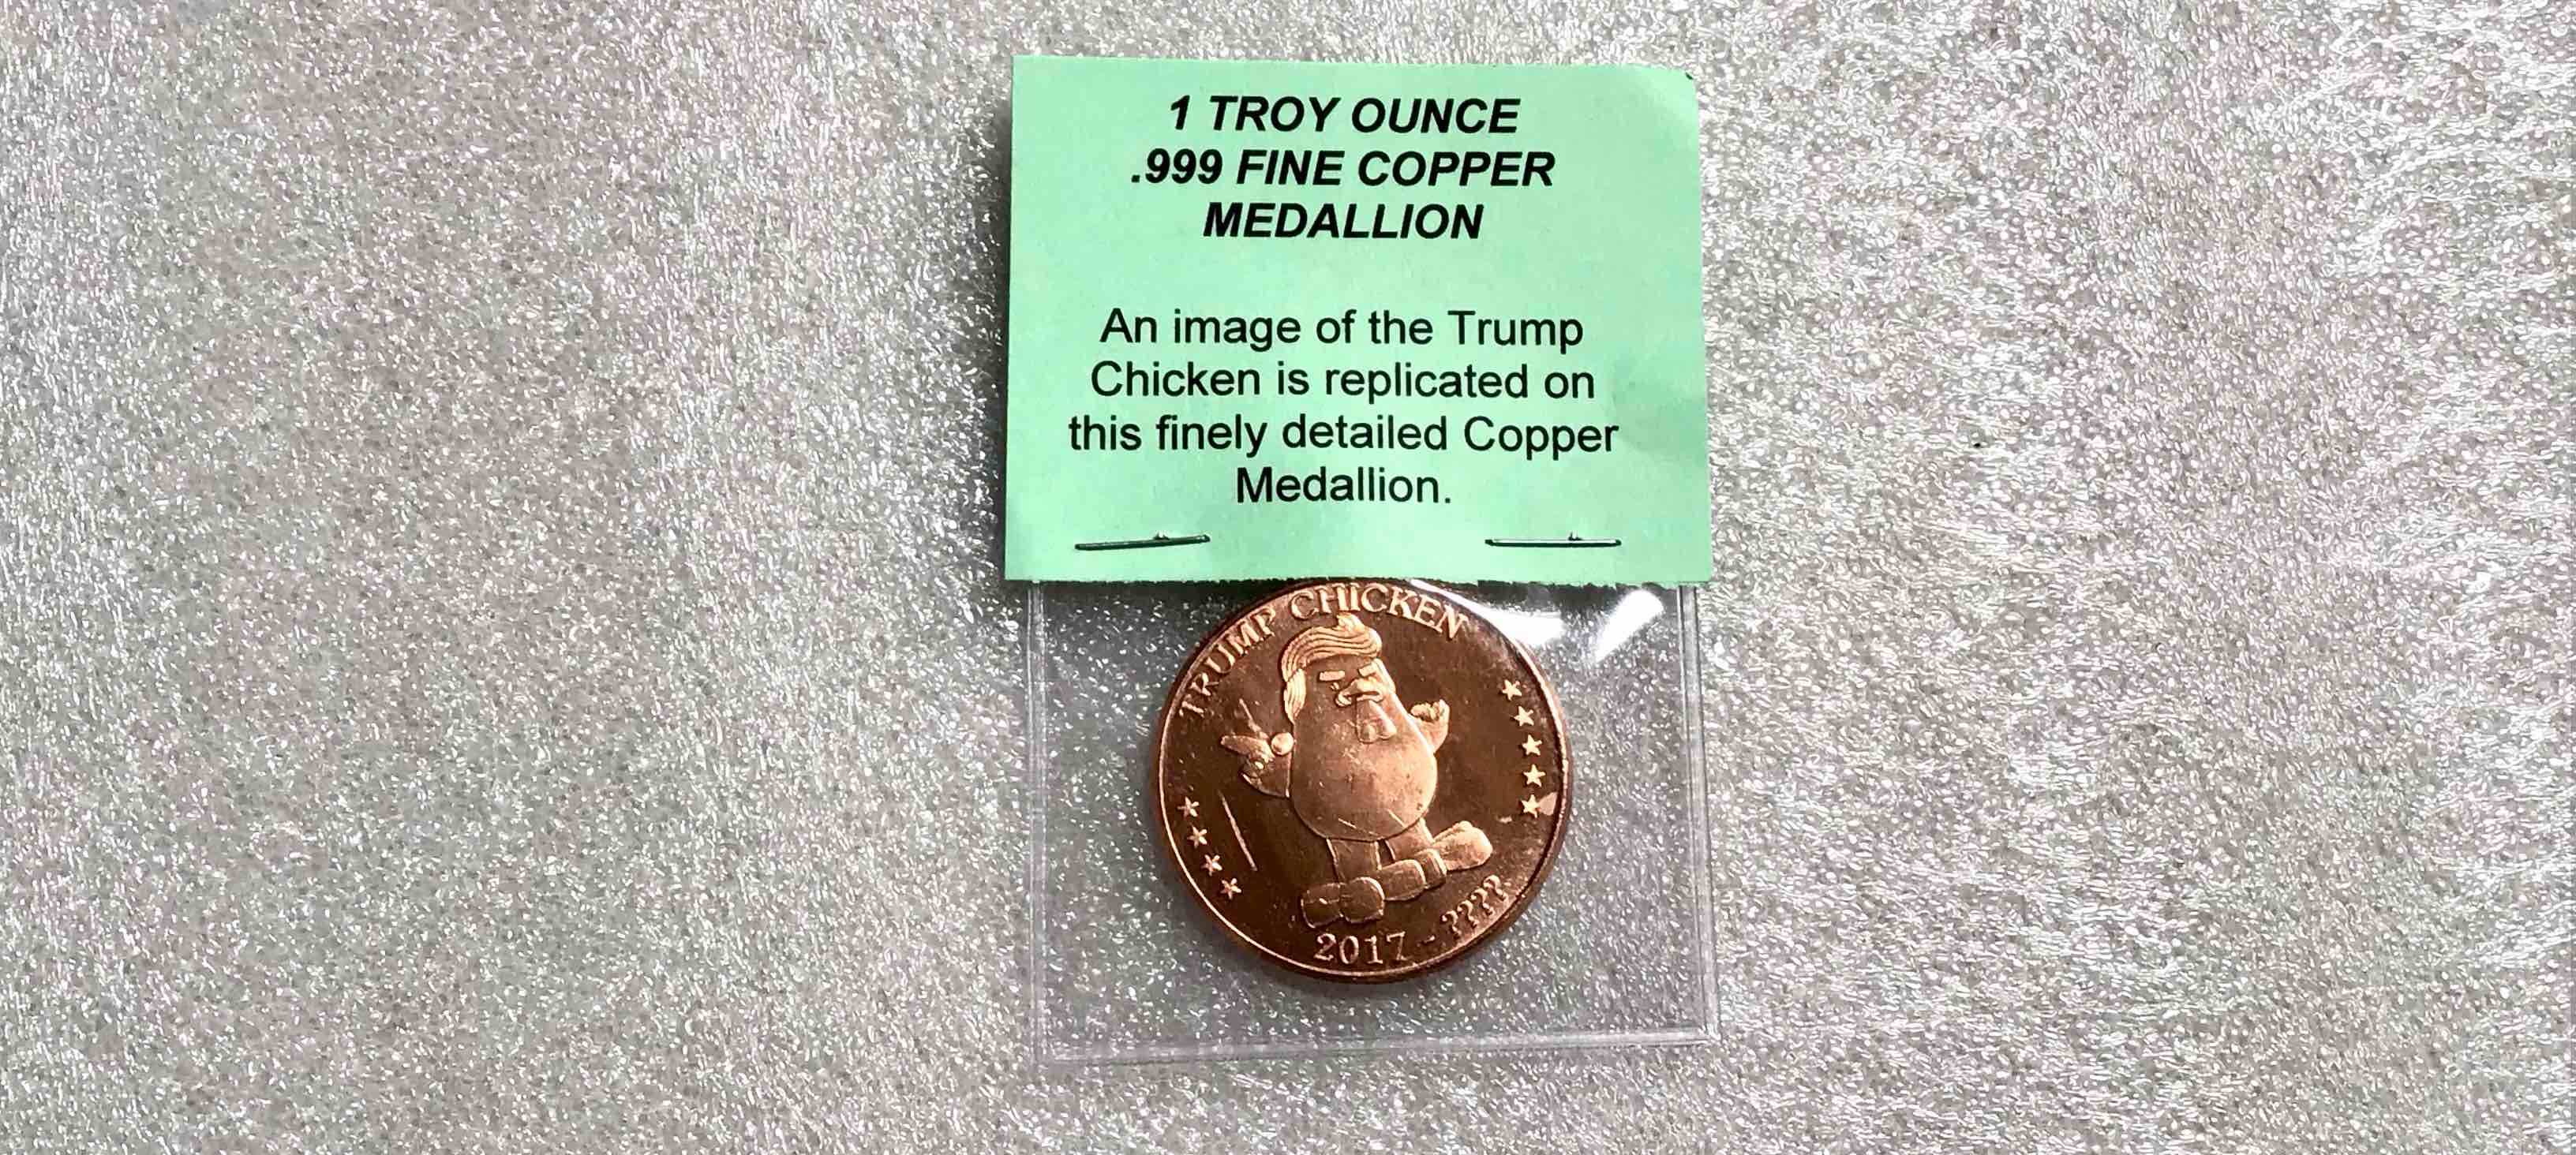 1 TROY OUNCE
.999 FINE COPPER
MEDALLION
An image of the Trump
Chicken is replicated on
this finely detailed Copper
Medallion.
TRUMP CHICKEN
2017 - ????